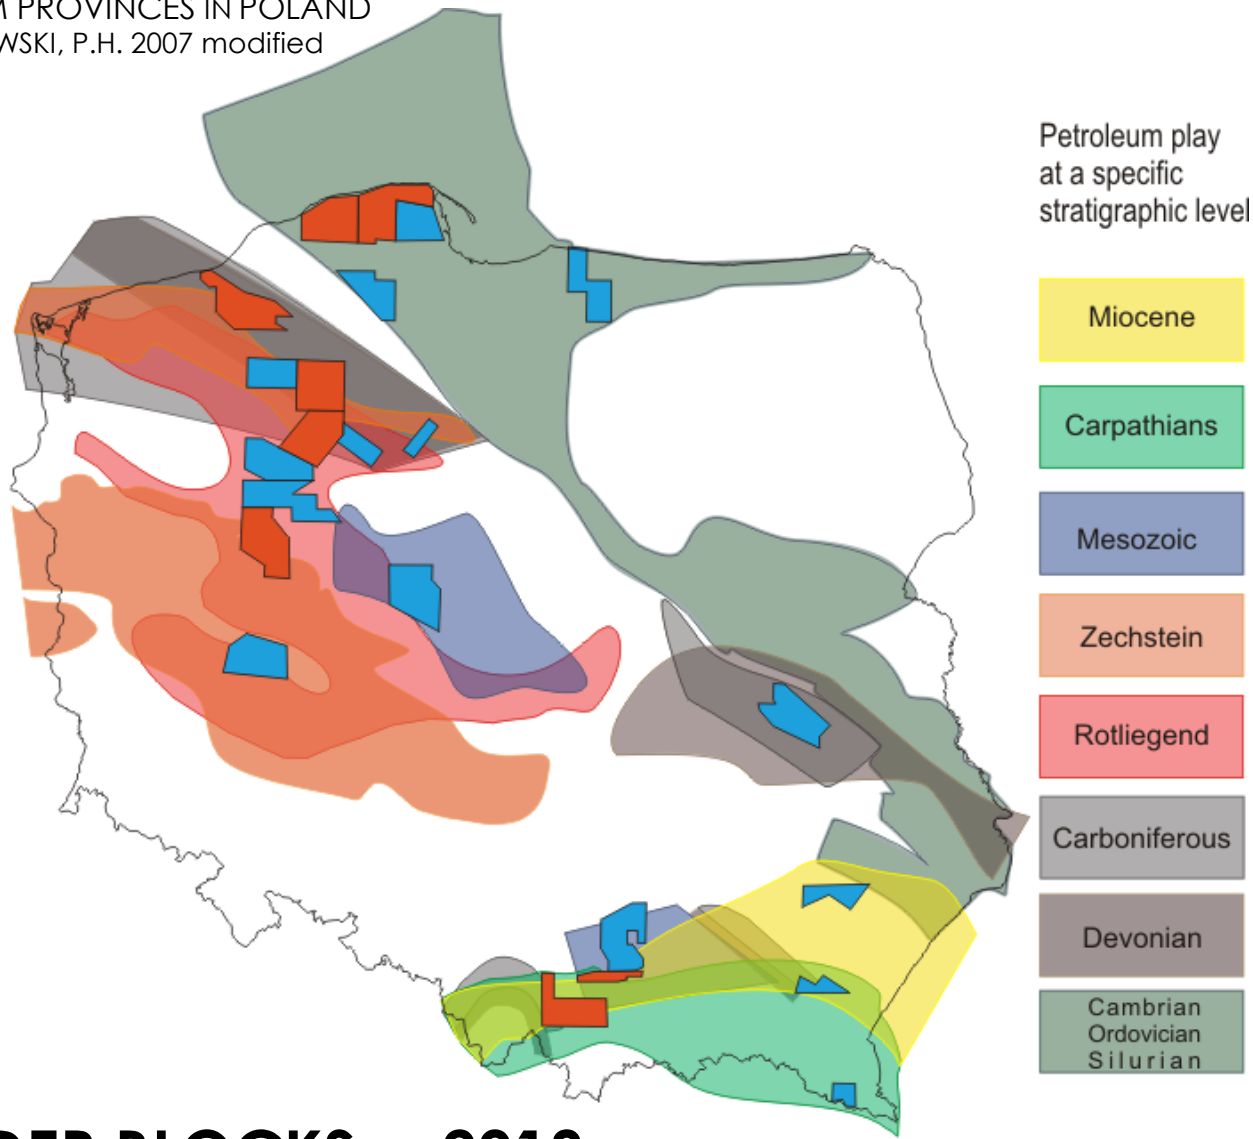 PROVINCES IN POLAND
P.H. 2007 modified
Petroleum play
at a specific
stratigraphic level
Miocene
Carpathians
Mesozoic
Zechstein
Rotliegend
Carboniferous
Devonian
Cambrian
Ordovician
Silurian
BLOCKS